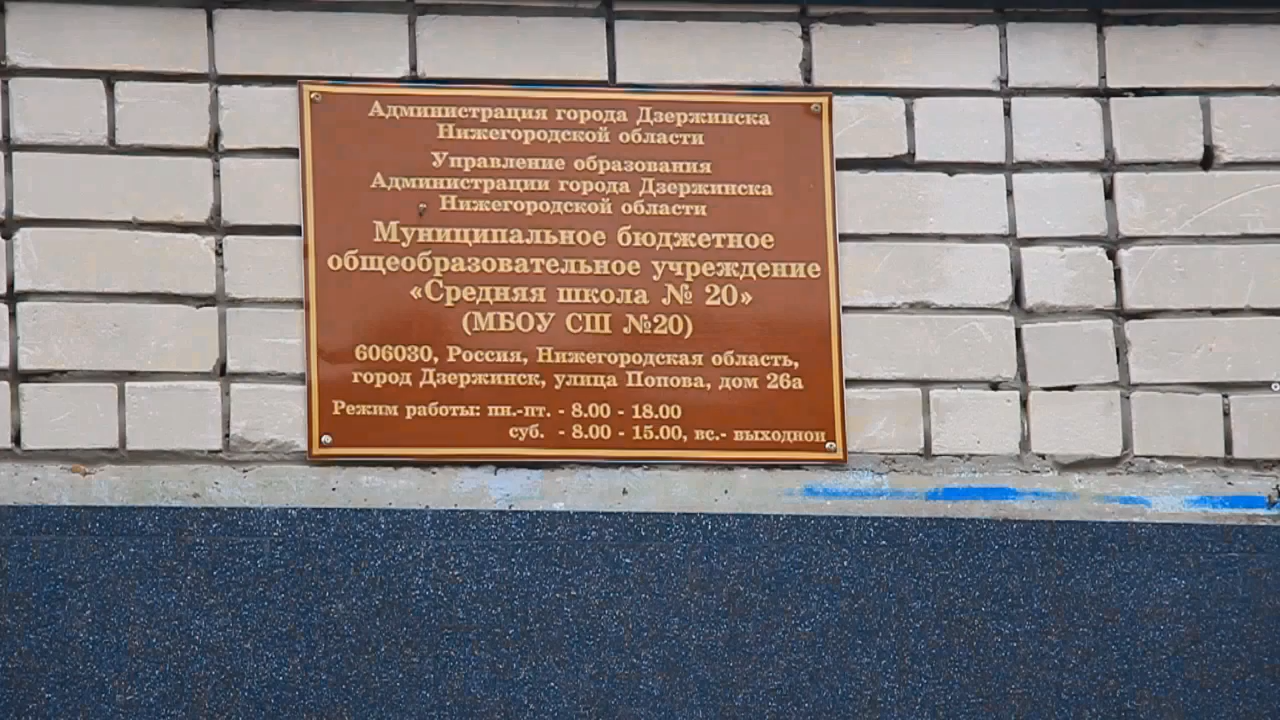 Администрация города Дзержинска
Нижегородской области
Управление образования
Администрации города Дзержинска
Нижегородской области
Муниципальное бюджетное
общеобразовательное учреждение
«Средняя школа № 20»
(МБОУ СШ №20)
606030, Россия, Нижегородская область,
город Дзержинск, улица Попова, дом 26а
Режим работы: пн.-пт. - 8.00 - 18.00
суб. - 8.00 - 15.00, вс.- выходной